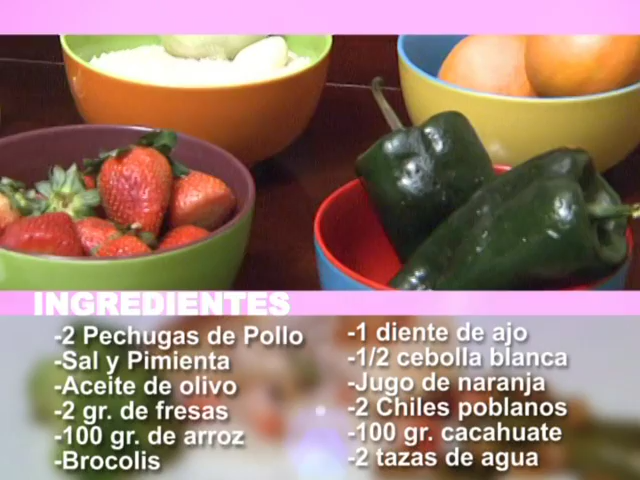 INGREDIENTES
-2 Pechugas de Pollo
-Sal y Pimienta
-Aceite de olivo
-2 gr. de fresas
-100 gr. de arroz
-Brocolis
-1 diente de ajo
-1/2 cebolla blanca
-Jugo de naranja
-2 Chiles poblanos
-100 gr. cacahuate
-2 tazas de agua